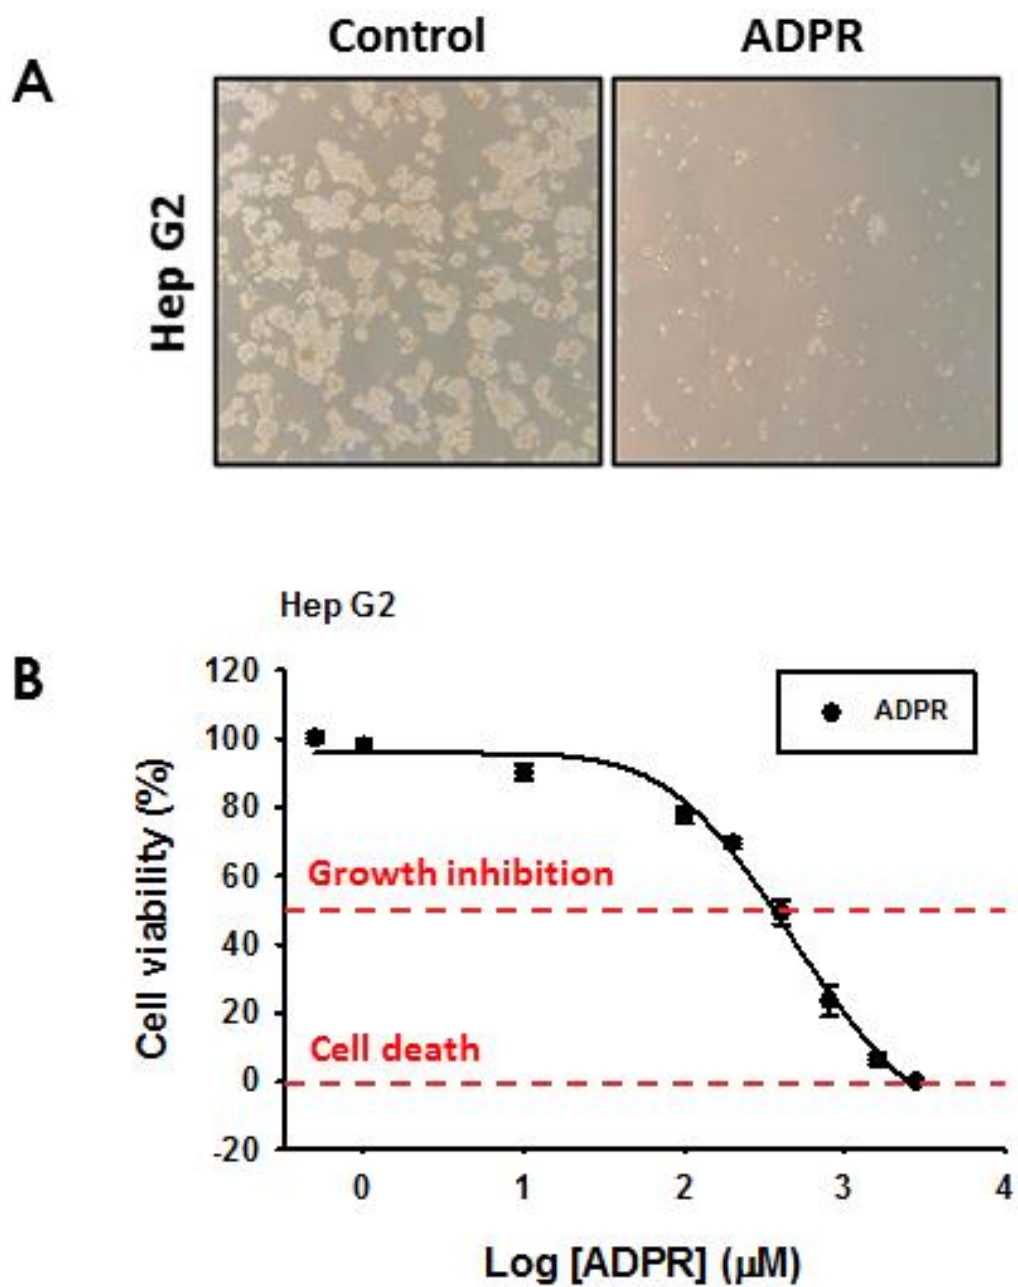 Control ADPR
A
Hep G2
Hep G2
B
120
100
80
60
40
20
0
-20
Cell viability (%)
ADPR
Growth inhibition
Cell death
0 1 2 3 4
Log [ADPR] (μM)